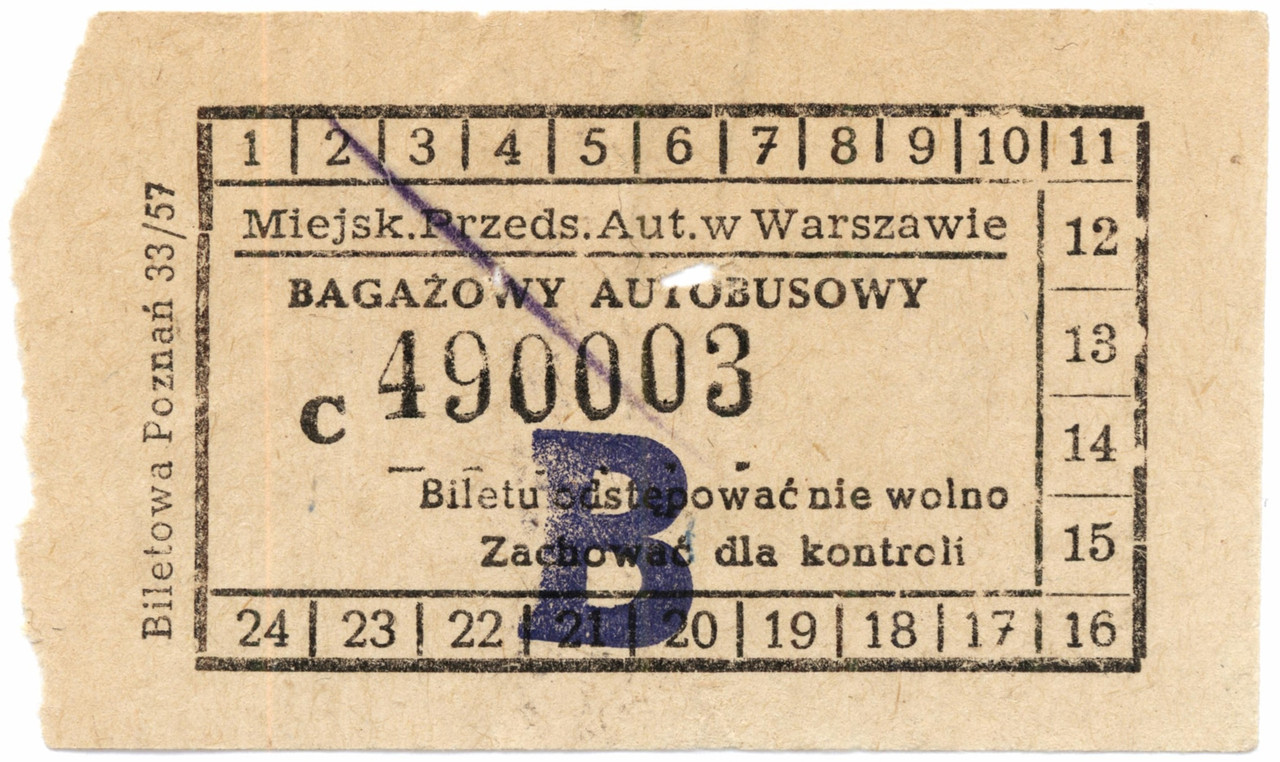 1 2 3 4 5 6 7 8 9 10 11
Miejsk.Przeds.Aut.w Warszawie
12
BAGAŻOWY AUTOBUSOWY
C 490003
13
14
Biletu odstępować nie wolno
Zachować dla kontroli
15
B
24 23 22 21 20 19 18 17 16
Biletowa Poznań 33/57